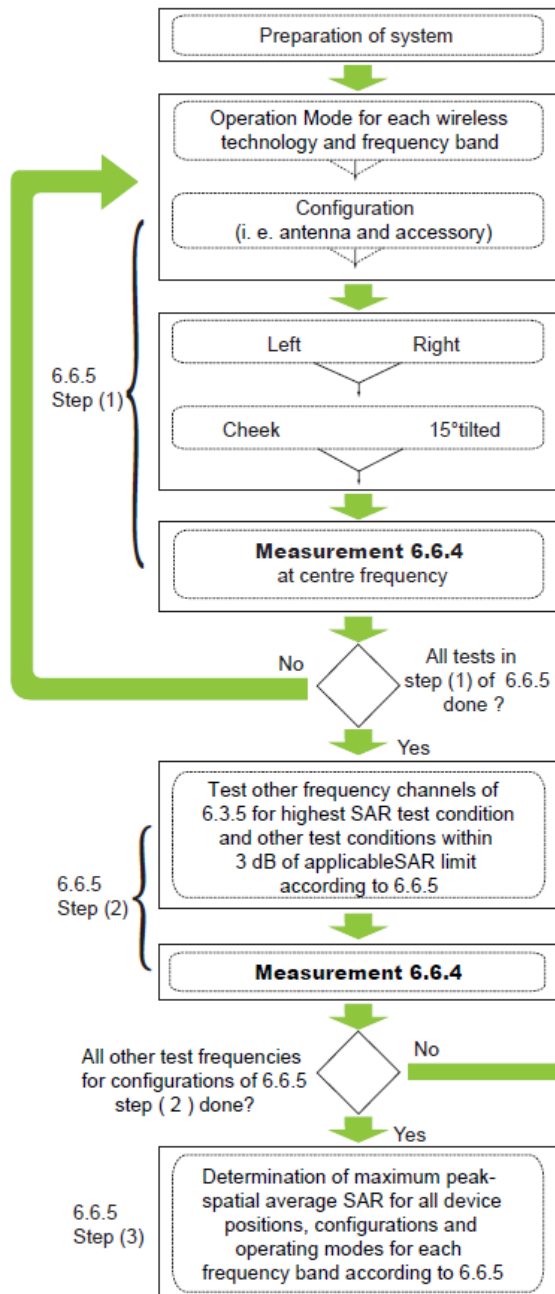 Preparation of system
Operation Mode for each wireless
technology and frequency band
Configuration
(i. e. antenna and accessory)
6.6.5
Step (1)
Left Right
Cheek 15°tilted
Measurement 6.6.4
at centre frequency
No
All tests in
step (1) of 6.6.5
done ?
Yes
Test other frequency channels of
6.3.5 for highest SAR test condition
and other test conditions within
3 dB of applicableSAR limit
according to 6.6.5
6.6.5
Step (2)
Measurement 6.6.4
All other test frequencies
for configurations of 6.6.5
step ( 2 ) done?
No
Yes
6.6.5
Step (3)
Determination of maximum peak-
spatial average SAR for all device
positions, configurations and
operating modes for each
frequency band according to 6.6.5